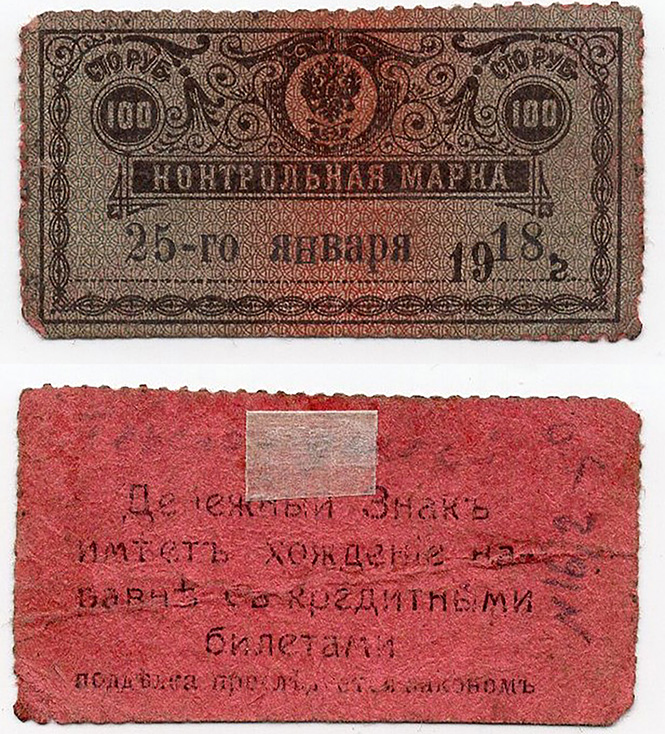 СТО РУБ. СТО РУБ.
100 100
КОНТРОЛЬНАЯ МАРКА
25-го января 1918 г.
Денежный Знакъ
имѣетъ хожденіе на-
равнѣ съ кредитными
билетами
поддѣлка преслѣдуется закономъ